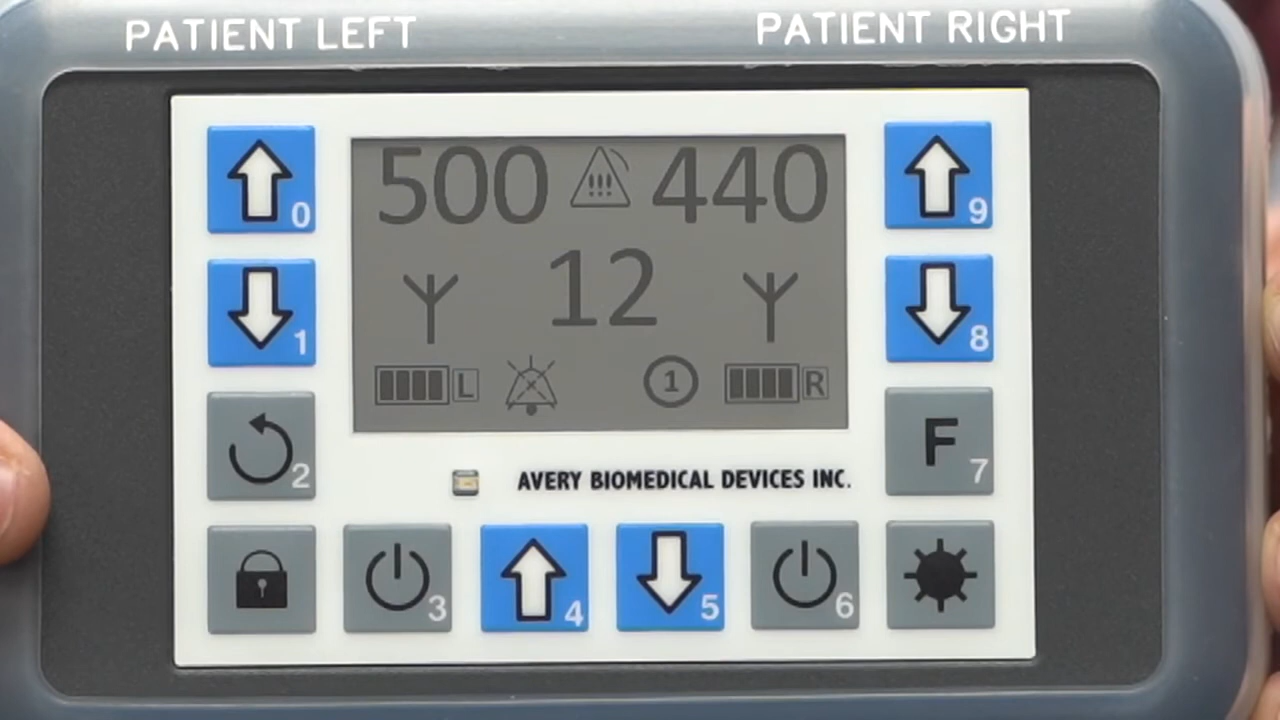 PATIENT LEFT PATIENT RIGHT
0 500 !!! 440 9
1 12 8
L 1 R
2 AVERY BIOMEDICAL DEVICES INC. F 7
3 4 5 6